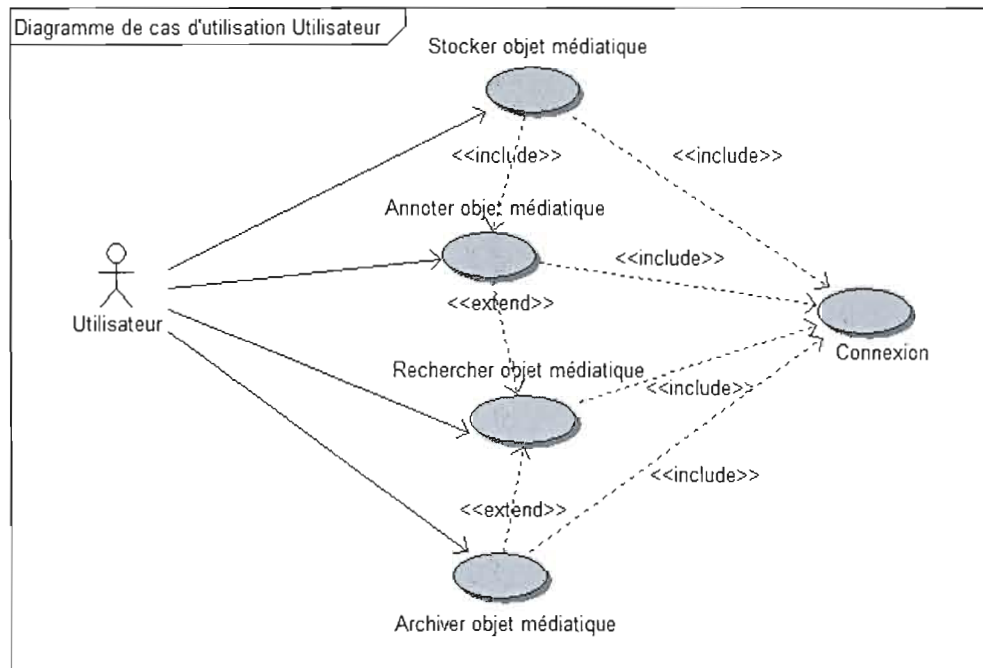 Diagramme de cas d'utilisation Utilisateur
Stocker objet médiatique
<<include>>
<<include>>
Annoter objet médiatique
<<include>>
<<extend>>
Utilisateur
Connexion
Rechercher objet médiatique
<<include>>
<<include>>
<<extend>>
Archiver objet médiatique